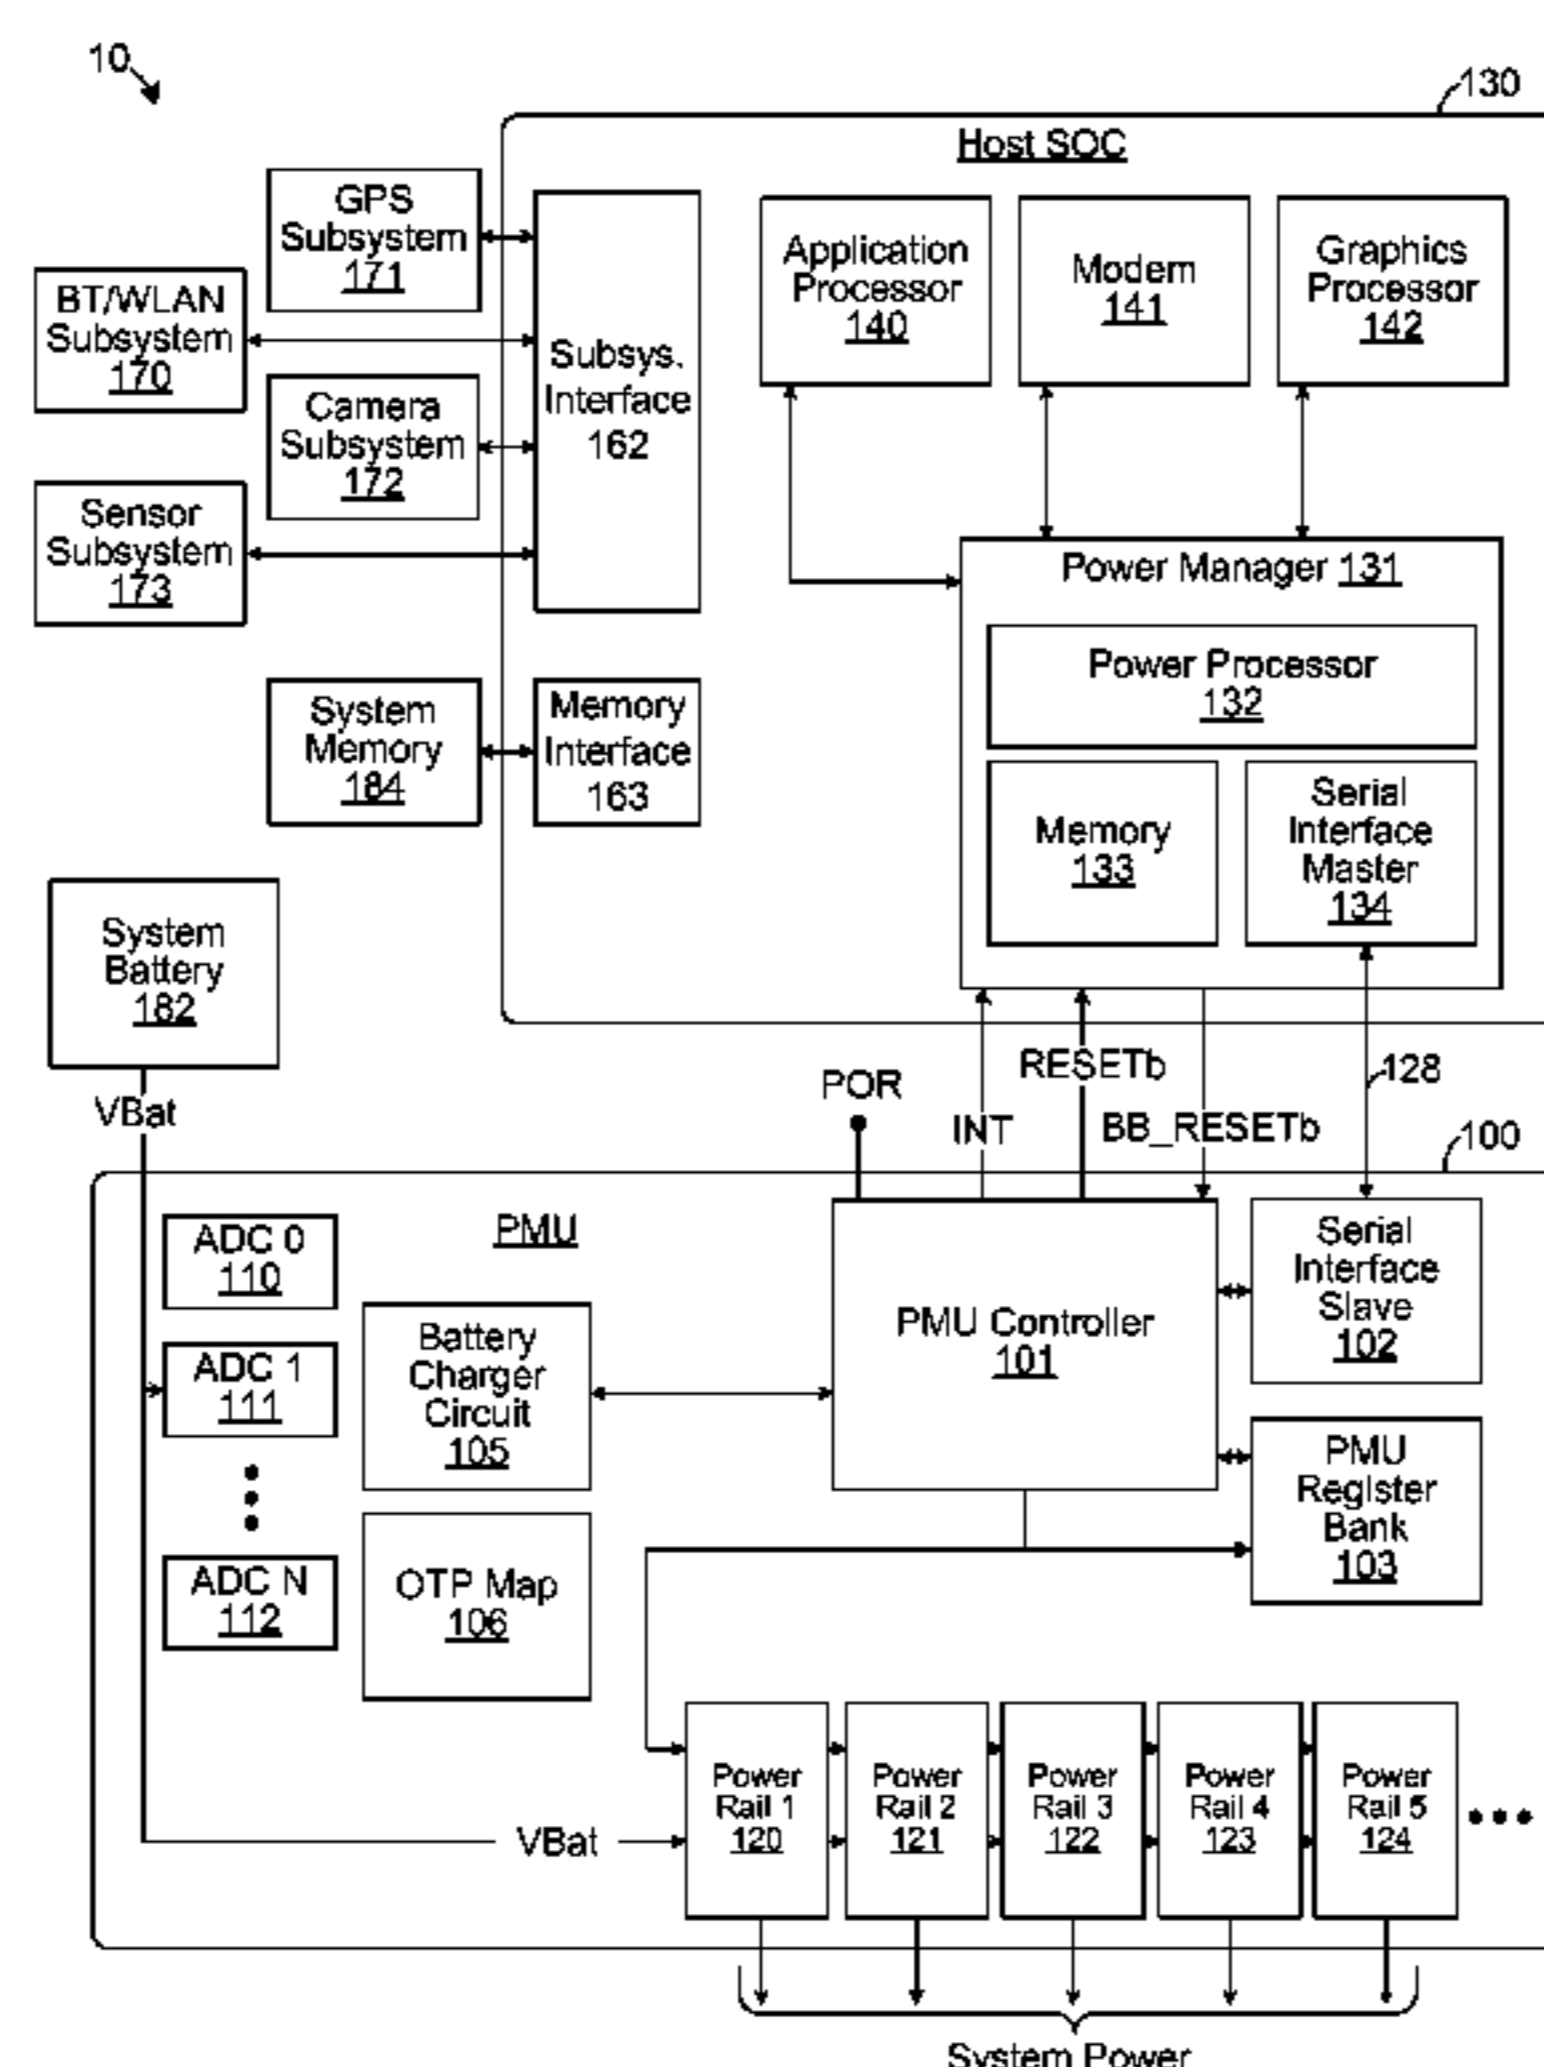 10
130
Host SOC
GPS
Subsystem
171
BT/WLAN
Subsystem
170
Camera
Subsystem
172
Sensor
Subsystem
173
Subsys.
Interface
162
Application
Processor
140
Modem
141
Graphics
Processor
142
Power Manager 131
Power Processor
132
Memory
133
Serial
Interface
Master
134
System
Memory
184
Memory
Interface
163
System
Battery
182
VBat
POR
INT
RESETb
BB_RESETb
128
100
PMU
ADC 0
110
ADC 1
111
ADC N
112
Battery
Charger
Circuit
105
OTP Map
106
PMU Controller
101
Serial
Interface
Slave
102
PMU
Register
Bank
103
VBat
Power
Rail 1
120
Power
Rail 2
121
Power
Rail 3
122
Power
Rail 4
123
Power
Rail 5
124
System Power